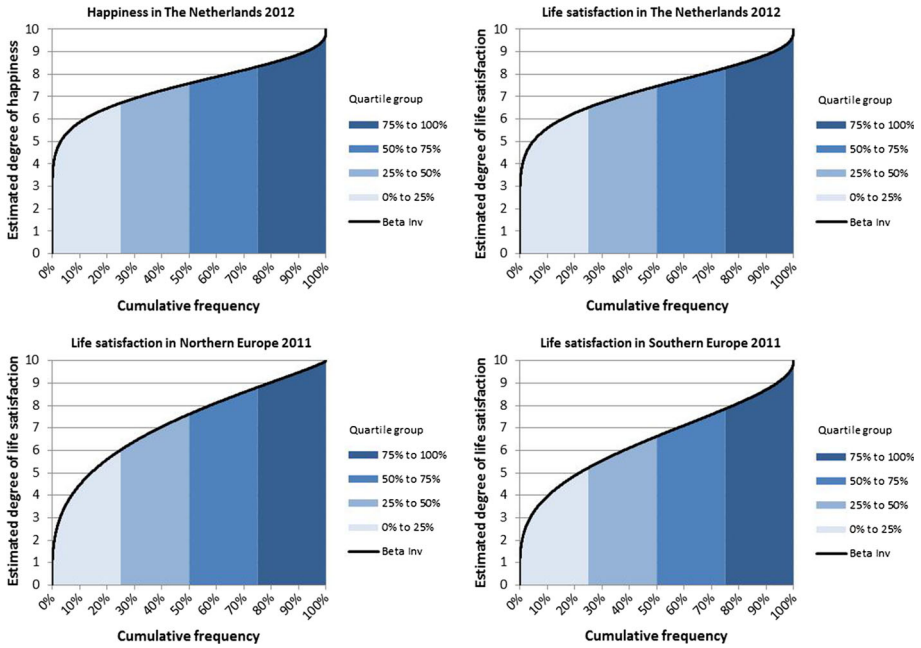 Happiness in The Netherlands 2012
Estimated degree of happiness
10
9
8
7
6
5
4
3
2
1
0
0% 10% 20% 30% 40% 50% 60% 70% 80% 90% 100%
Cumulative frequency
Quartile group
75% to 100%
50% to 75%
25% to 50%
0% to 25%
Beta Inv
Life satisfaction in The Netherlands 2012
Estimated degree of life satisfaction
10
9
8
7
6
5
4
3
2
1
0
0% 10% 20% 30% 40% 50% 60% 70% 80% 90% 100%
Cumulative frequency
Quartile group
75% to 100%
50% to 75%
25% to 50%
0% to 25%
Beta Inv
Life satisfaction in Northern Europe 2011
Estimated degree of life satisfaction
10
9
8
7
6
5
4
3
2
1
0
0% 10% 20% 30% 40% 50% 60% 70% 80% 90% 100%
Cumulative frequency
Quartile group
75% to 100%
50% to 75%
25% to 50%
0% to 25%
Beta Inv
Life satisfaction in Southern Europe 2011
Estimated degree of life satisfaction
10
9
8
7
6
5
4
3
2
1
0
0% 10% 20% 30% 40% 50% 60% 70% 80% 90% 100%
Cumulative frequency
Quartile group
75% to 100%
50% to 75%
25% to 50%
0% to 25%
Beta Inv